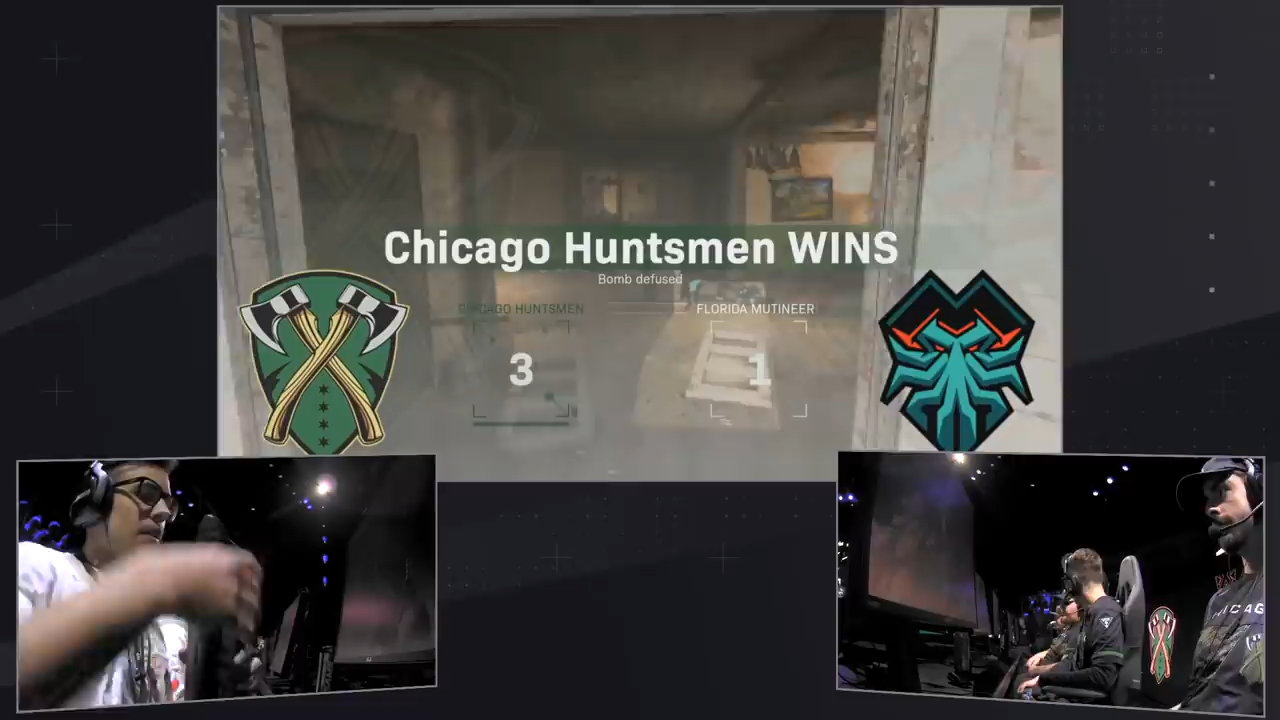 Chicago Huntsmen WINS
Bomb defused
CHICAGO HUNTSMEN
FLORIDA MUTINEER
3
1